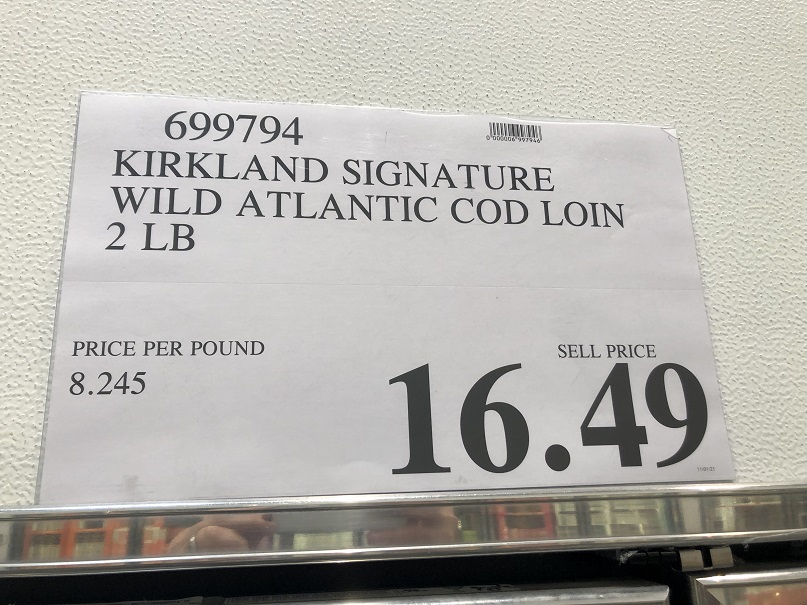 699794
KIRKLAND SIGNATURE
WILD ATLANTIC COD LOIN
2 LB
PRICE PER POUND
8.245
SELL PRICE
16.49